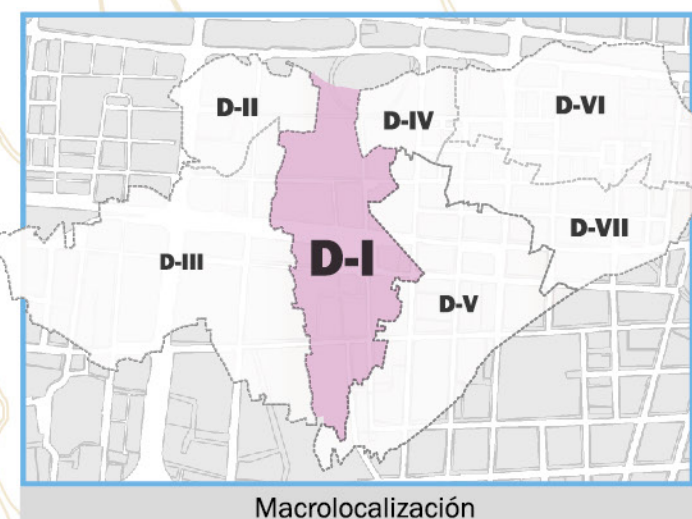 D-II
D-IV
D-VI
D-III
D-I
D-VII
D-V
Macrolocalización